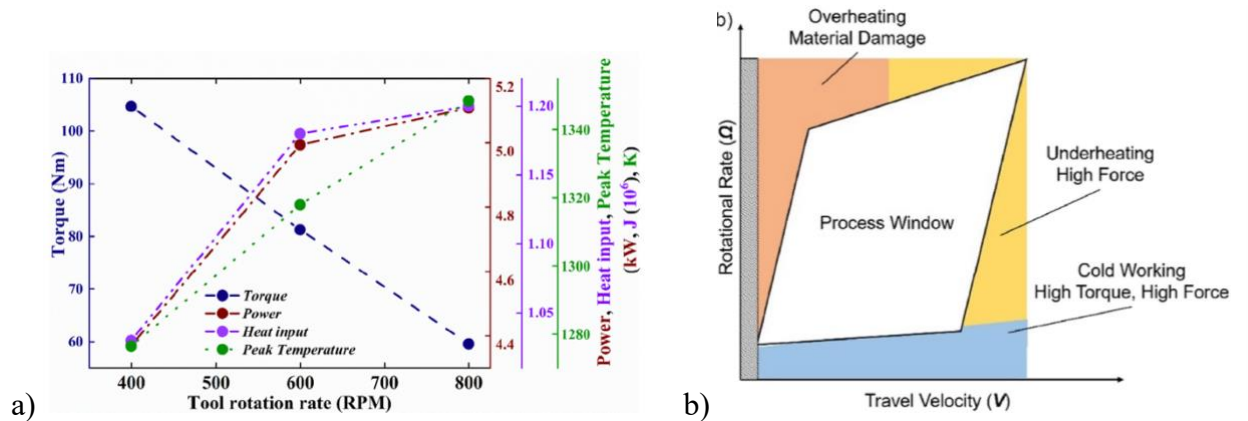 110
100
90
80
70
60
Torque (Nm)
400
500
600
700
800
Tool rotation rate (RPM)
Torque
Power
Heat input
Peak Temperature
5.2
5.0
4.8
4.6
4.4
1.20
1.15
1.10
1.05
1340
1320
1300
1280
Power, Heat input, Peak Temperature
(kW, J (10⁶), K)
a)
b)
Overheating
Material Damage
Rotational Rate (Ω)
Process Window
Underheating
High Force
Cold Working
High Torque, High Force
Travel Velocity (V)
b)